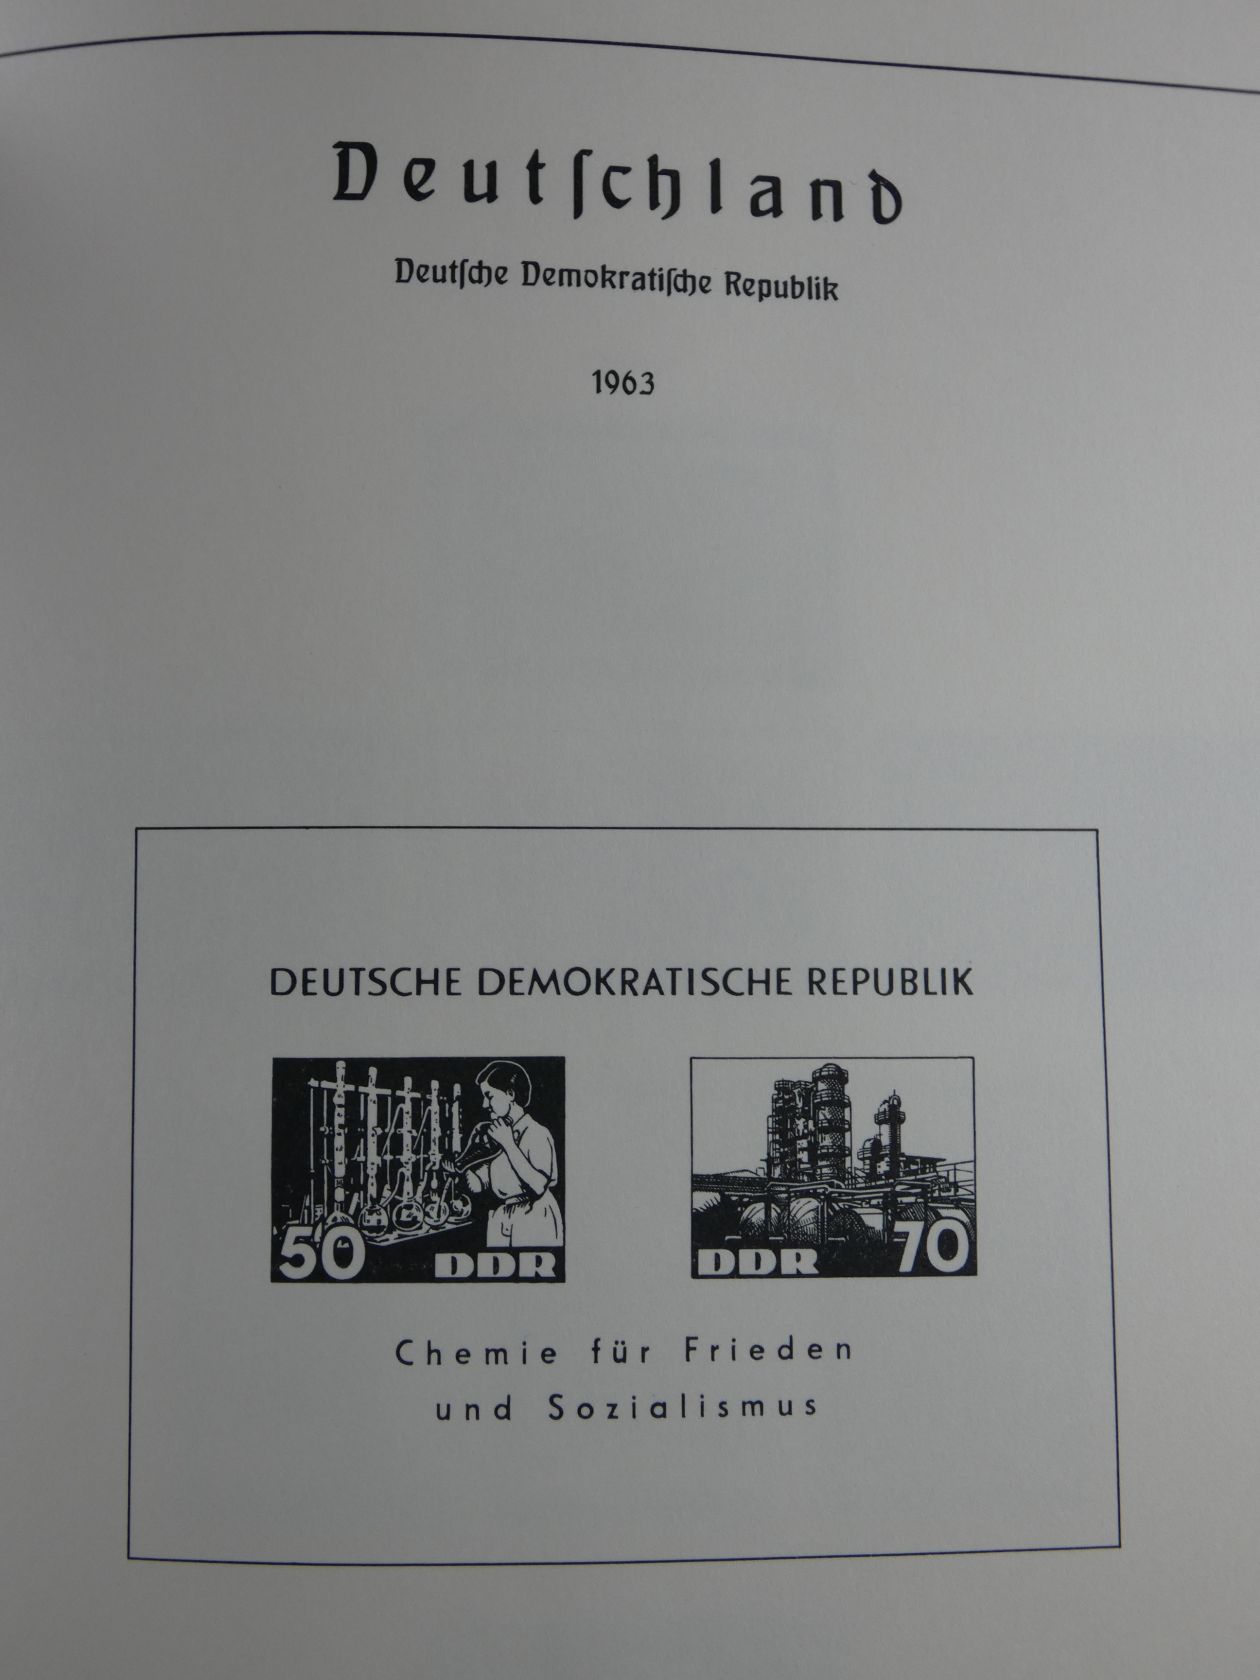 Deutſchland
Deutſche Demokratiſche Republik
1963
DEUTSCHE DEMOKRATISCHE REPUBLIK
50 DDR
DDR 70
Chemie für Frieden
und Sozialismus